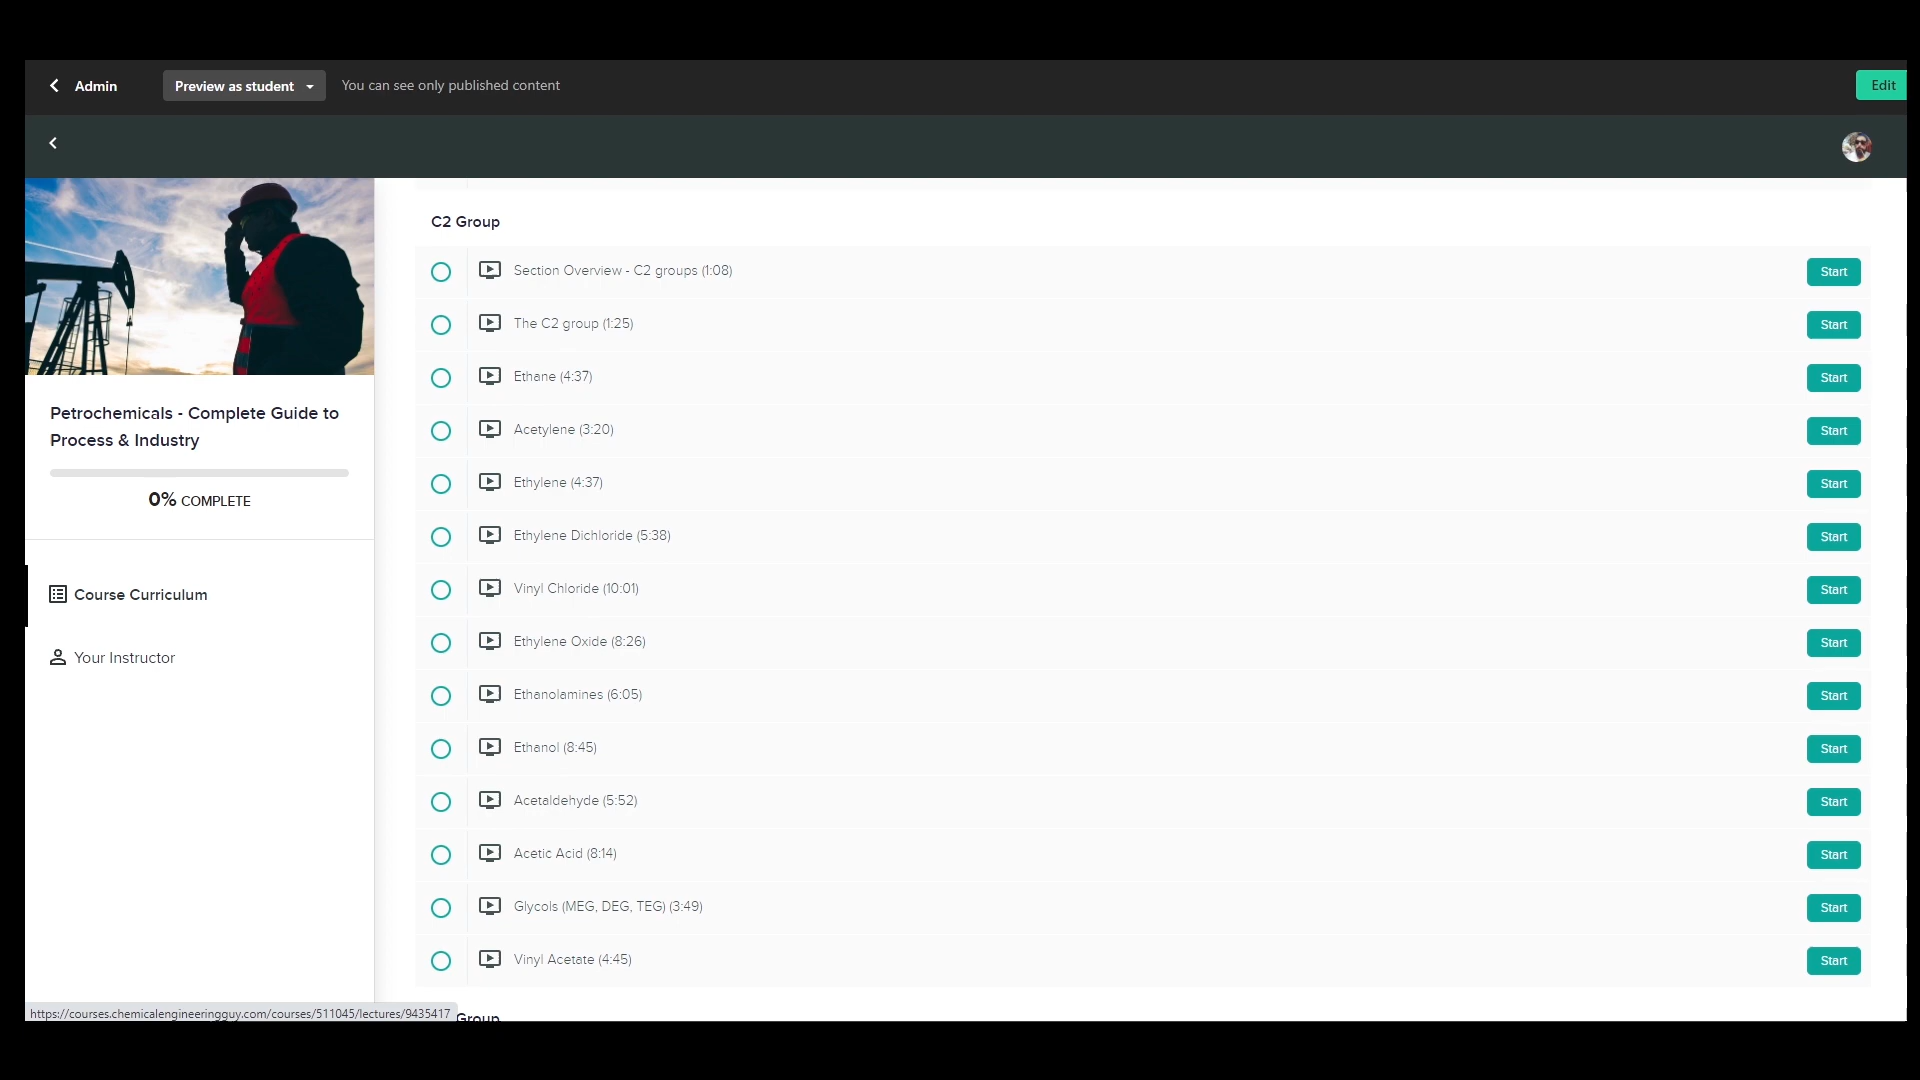 Admin
Preview as student
You can see only published content
Edit
C2 Group
Section Overview - C2 groups (1:08)
Start
The C2 group (1:25)
Start
Ethane (4:37)
Start
Acetylene (3:20)
Start
Ethylene (4:37)
Start
Ethylene Dichloride (5:38)
Start
Vinyl Chloride (10:01)
Start
Ethylene Oxide (8:26)
Start
Ethanolamines (6:05)
Start
Ethanol (8:45)
Start
Acetaldehyde (5:52)
Start
Acetic Acid (8:14)
Start
Glycols (MEG, DEG, TEG) (3:49)
Start
Vinyl Acetate (4:45)
Start
Petrochemicals - Complete Guide to
Process & Industry
0% COMPLETE
Course Curriculum
Your Instructor
https://courses.chemicalengineeringguy.com/courses/511045/lectures/9435417
Group